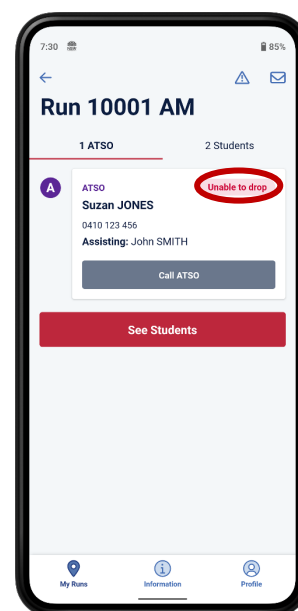 7:30 85%
Run 10001 AM
1 ATSO 2 Students
A ATSO Unable to drop
Suzan JONES
0410 123 456
Assisting: John SMITH
Call ATSO
See Students
My Runs Information Profile